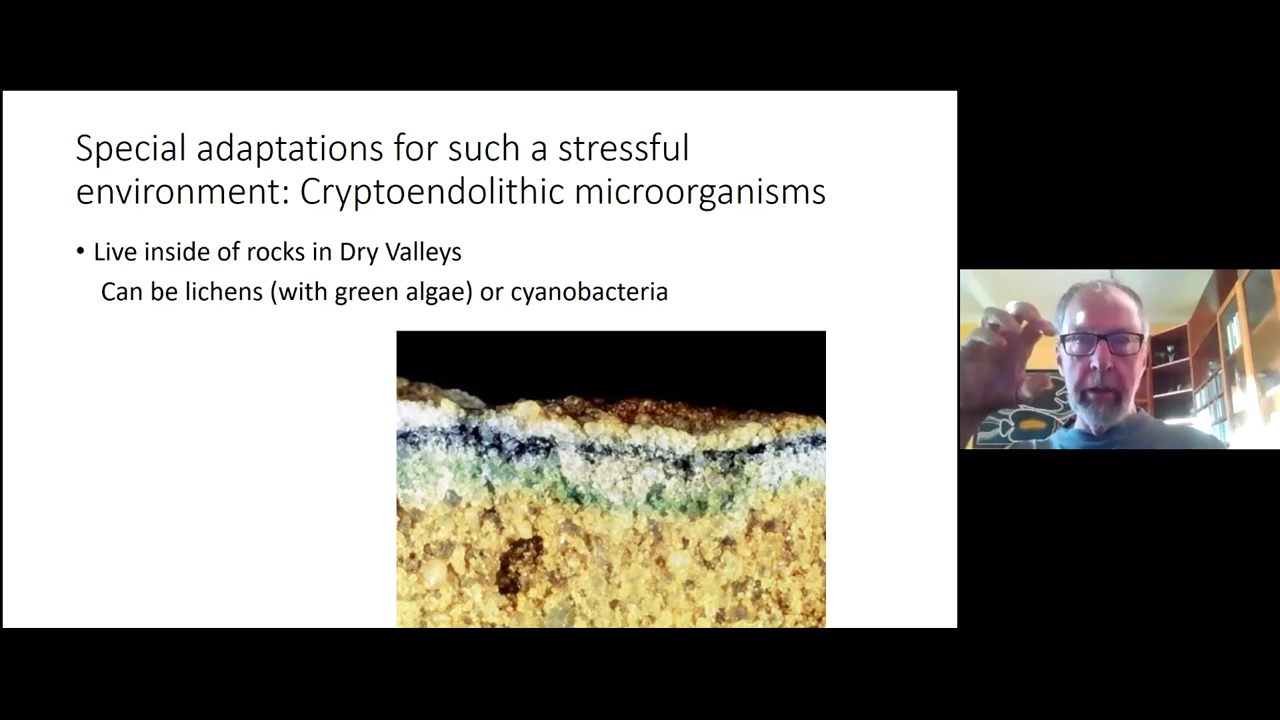 Special adaptations for such a stressful
environment: Cryptoendolithic microorganisms
• Live inside of rocks in Dry Valleys
Can be lichens (with green algae) or cyanobacteria